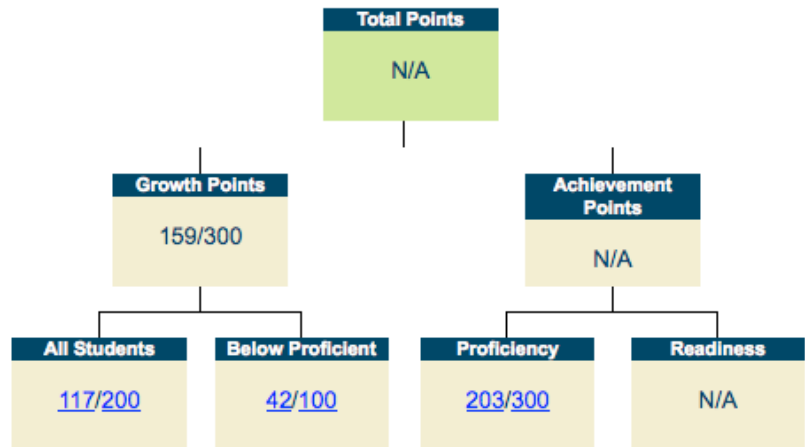 Total Points
N/A
Growth Points
159/300
Achievement
Points
N/A
All Students
117/200
Below Proficient
42/100
Proficiency
203/300
Readiness
N/A